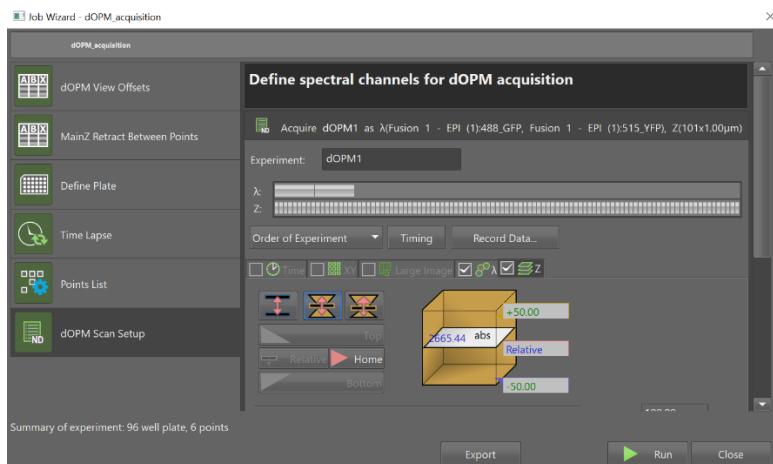 Job Wizard - dOPM_acquisition
dOPM_acquisition
dOPM View Offsets
MainZ Retract Between Points
Define Plate
Time Lapse
Points List
dOPM Scan Setup
Define spectral channels for dOPM acquisition
Acquire dOPM1 as λ(Fusion 1 - EPI (1):488_GFP, Fusion 1 - EPI (1):515_YFP), Z(101x1.00µm)
Experiment: dOPM1
λ:
Z:
Order of Experiment Timing Record Data...
Time XY Large Image λ Z
+50.00
Top
2665.44 abs
Relative
Relative Home
Bottom
-50.00
Summary of experiment: 96 well plate, 6 points
Export Run Close